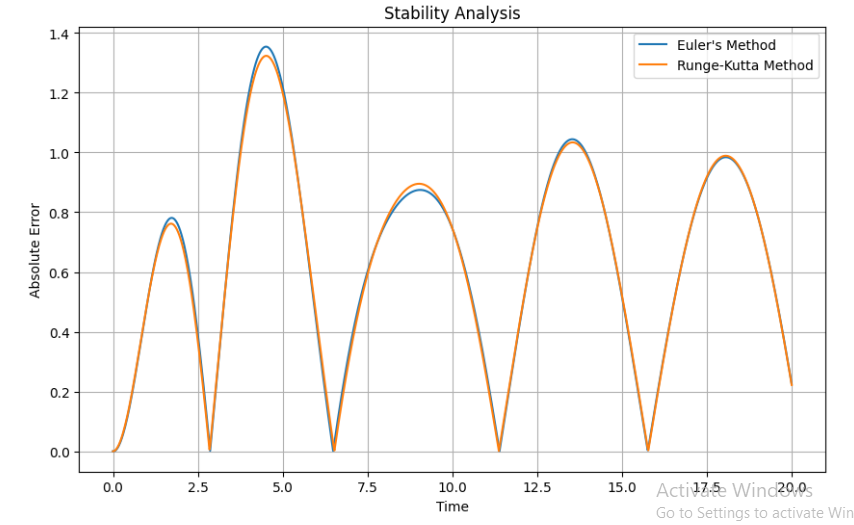 Stability Analysis
Euler's Method
Runge-Kutta Method
Absolute Error
1.4
1.2
1.0
0.8
0.6
0.4
0.2
0.0
0.0 2.5 5.0 7.5 10.0 12.5 15.0 17.5 20.0
Time
Activate Windows
Go to Settings to activate Win